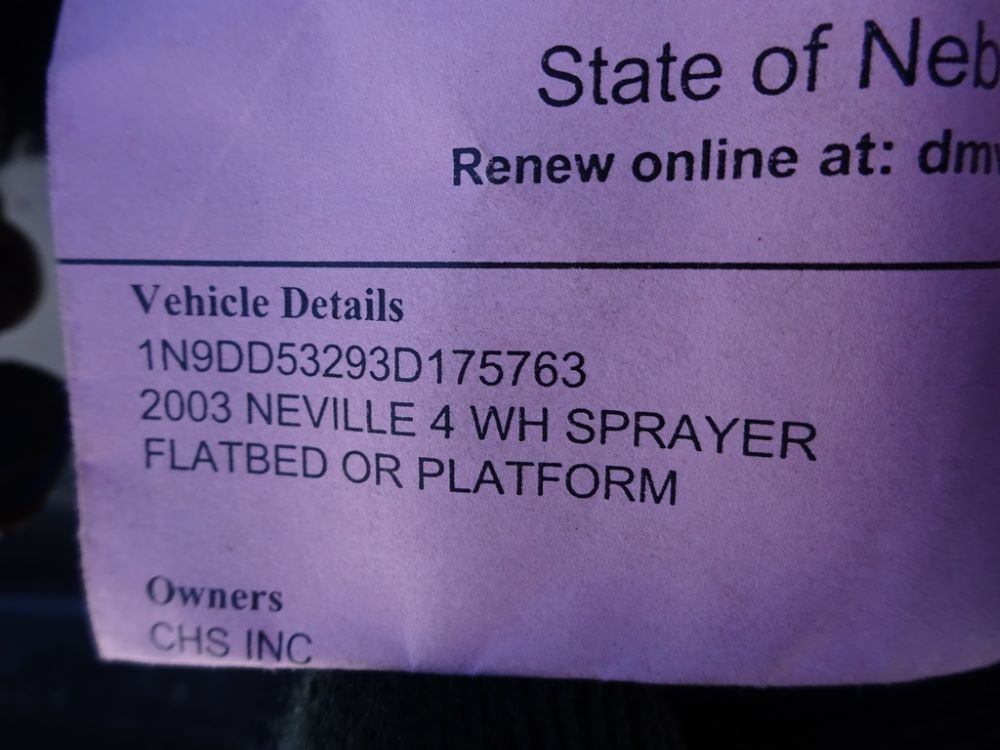 State of Neb
Renew online at: dmv
Vehicle Details
1N9DD53293D175763
2003 NEVILLE 4 WH SPRAYER
FLATBED OR PLATFORM
Owners
CHS INC